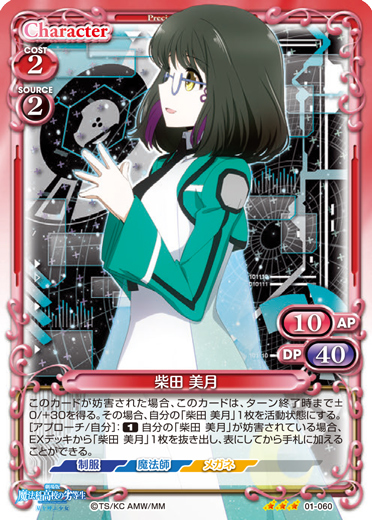 Character
COST
2
SOURCE
2
101110
010111
10 AP
DP 40
柴田 美月
このカードが妨害された場合、このカードは、ターン終了時まで±
0/+30を得る。その場合、自分の「柴田 美月」1枚を活動状態にする。
[アプローチ/自分]:1 自分の「柴田 美月」が妨害されている場合、
EXデッキから「柴田 美月」1枚を抜き出し、表にしてから手札に加える
ことができる。
制服 魔法師 メガネ
劇場版
魔法科高校の劣等生
©TS/KC AMW/MM
★★★ 01-060